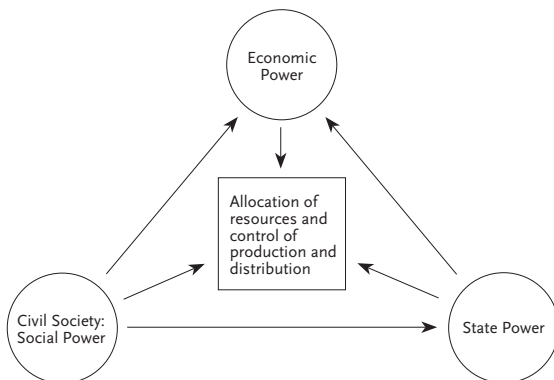 Economic
Power
Allocation of
resources and
control of
production and
distribution
Civil Society:
Social Power
State Power